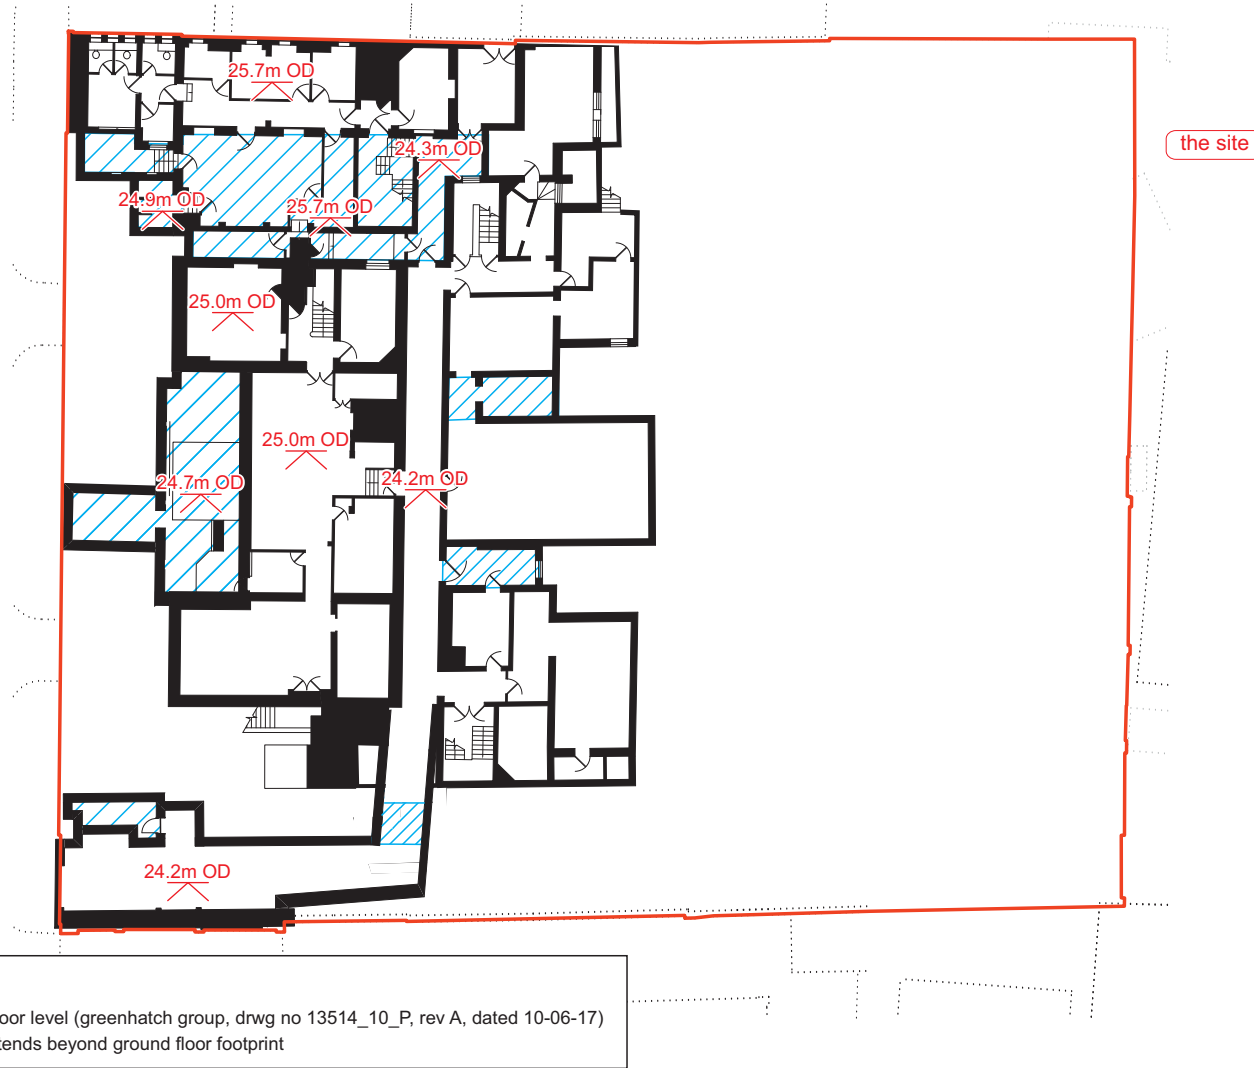 25.7m OD
the site
24.3m OD
24.9m OD
25.7m OD
25.0m OD
25.0m OD
24.7m OD
24.2m OD
24.2m OD
oor level (greenhatch group, drwg no 13514_10_P, rev A, dated 10-06-17)
tends beyond ground floor footprint